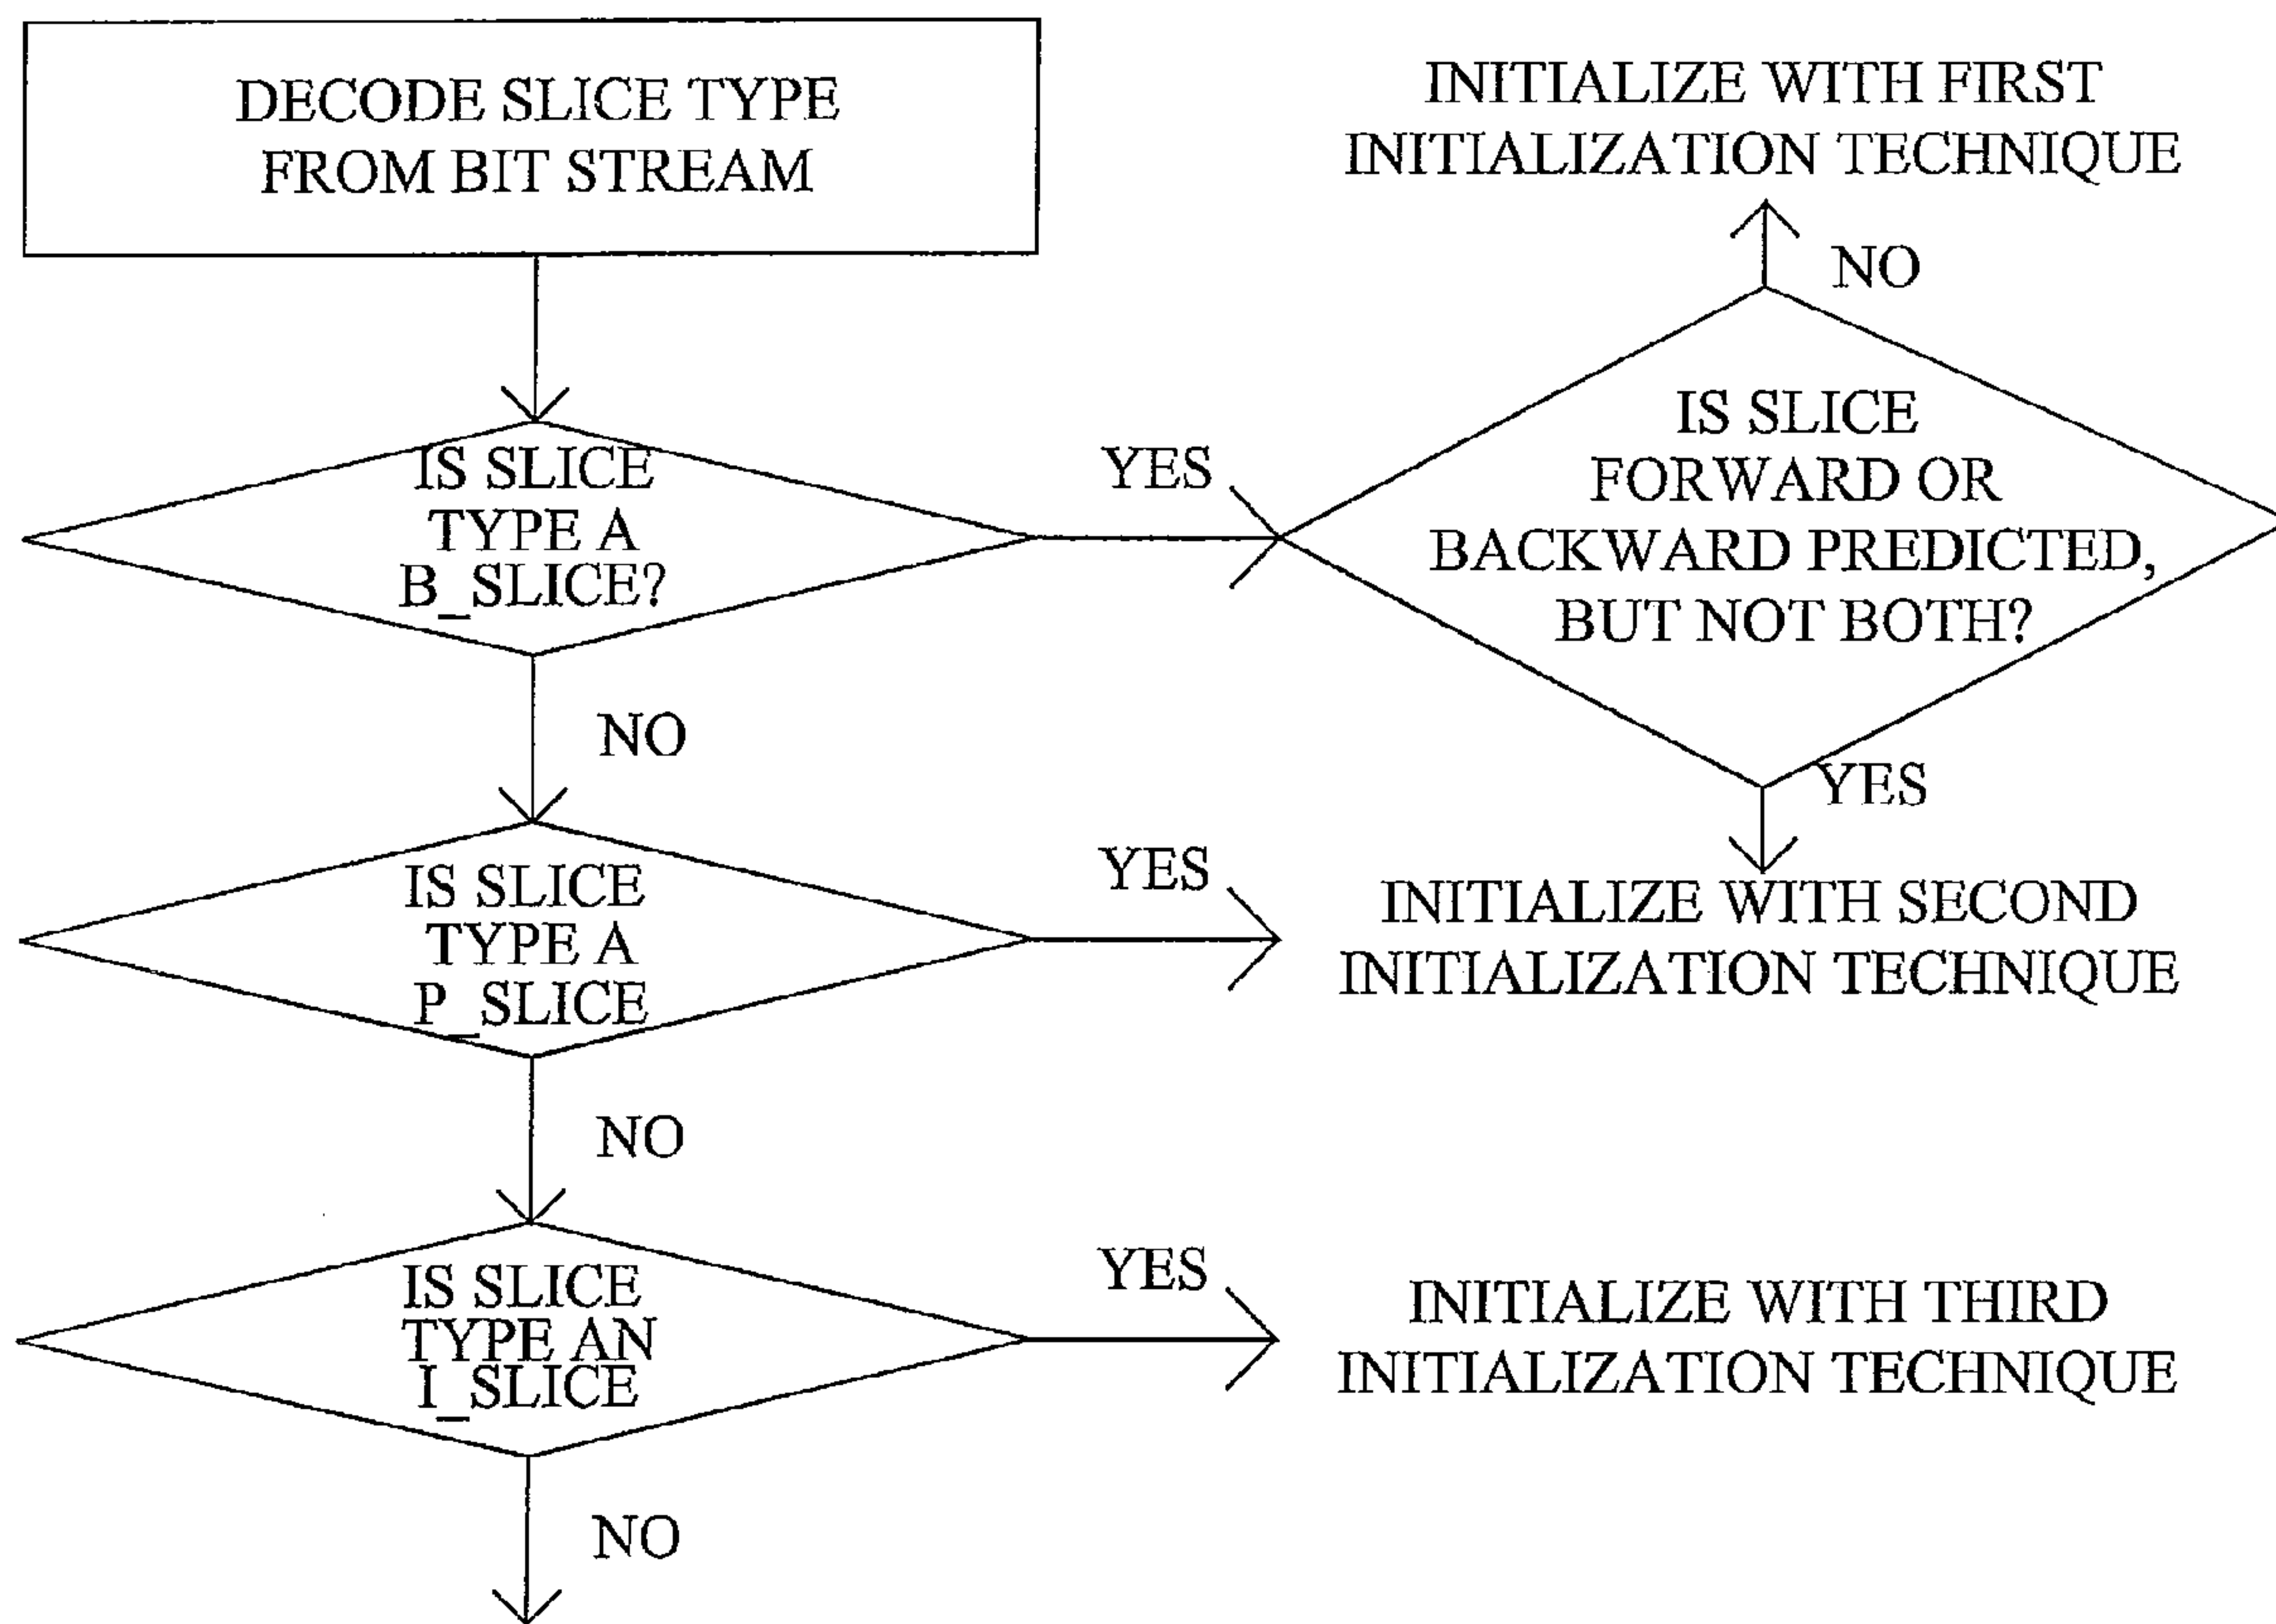 DECODE SLICE TYPE
FROM BIT STREAM
INITIALIZE WITH FIRST
INITIALIZATION TECHNIQUE
NO
IS SLICE
TYPE A
B_SLICE?
YES
IS SLICE
FORWARD OR
BACKWARD PREDICTED,
BUT NOT BOTH?
NO
YES
IS SLICE
TYPE A
P_SLICE
YES
INITIALIZE WITH SECOND
INITIALIZATION TECHNIQUE
NO
IS SLICE
TYPE AN
I_SLICE
YES
INITIALIZE WITH THIRD
INITIALIZATION TECHNIQUE
NO